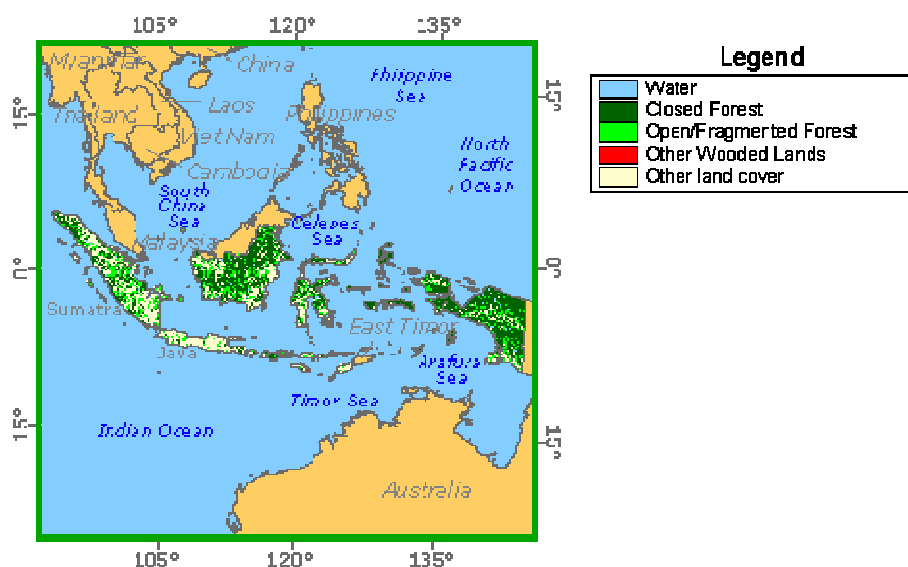 105°
120°
135°
Myanmar
China
Philippine
Sea
Laos
Thailand
Philippines
VietNam
North
Pacific
Ocean
Cambodia
South
China
Sea
Celebes
Sea
Malaysia
Sumatra
East Timor
Java
Arafura
Sea
Timor Sea
Indian Ocean
Australia
15°
0°
15°
15°
0°
15°
105°
120°
135°
Legend
Water
Closed Forest
Open/Fragmented Forest
Other Wooded Lands
Other land cover